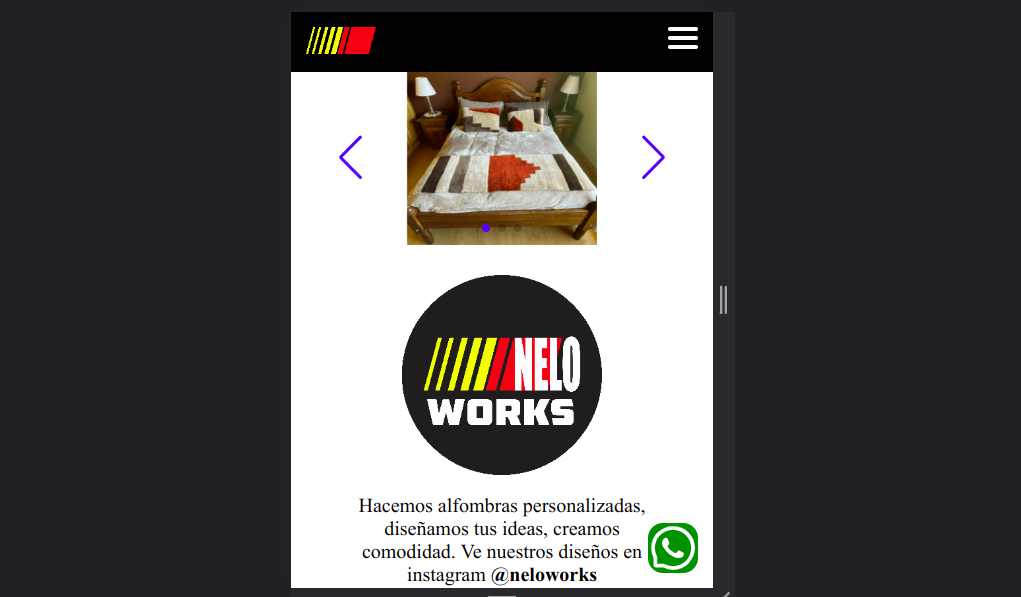 NELO
WORKS
Hacemos alfombras personalizadas,
diseñamos tus ideas, creamos
comodidad. Ve nuestros diseños en
instagram @neloworks